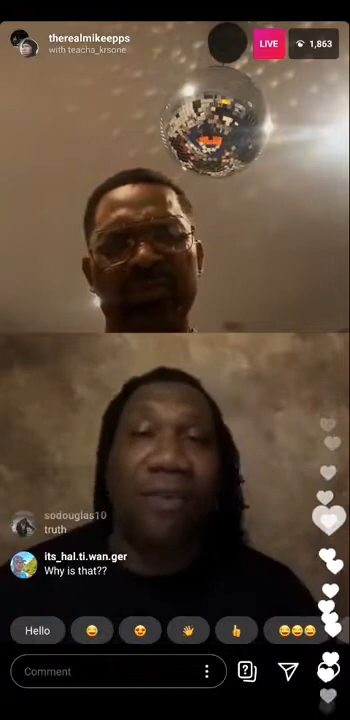 therealmikeepps
with teacha_krsone
LIVE
1,863
sodouglas10
truth
its_hal.ti.wan.ger
Why is that??
Hello
Comment